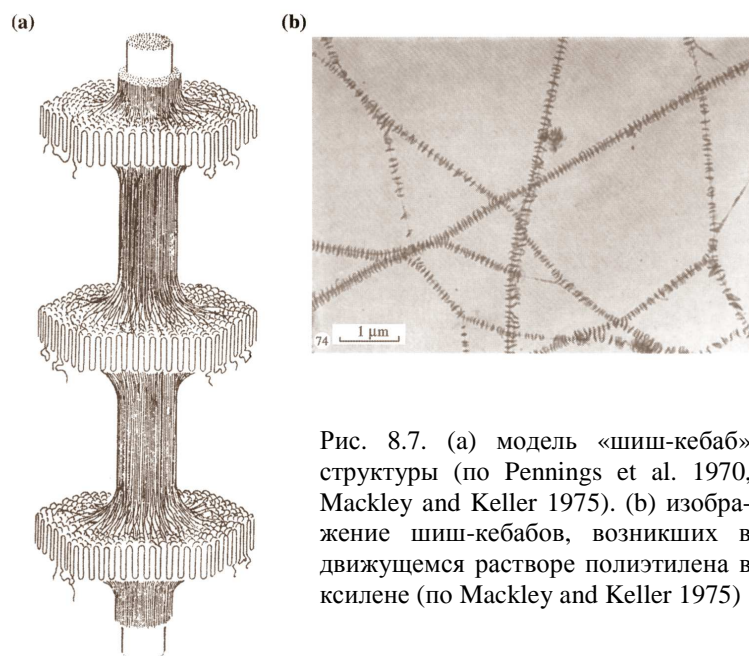 (a)
(b)
74
1 μm
Рис. 8.7. (a) модель «шиш-кебаб»
структуры (по Pennings et al. 1970,
Mackley and Keller 1975). (b) изобра-
жение шиш-кебабов, возникших в
движущемся растворе полиэтилена в
ксилене (по Mackley and Keller 1975)